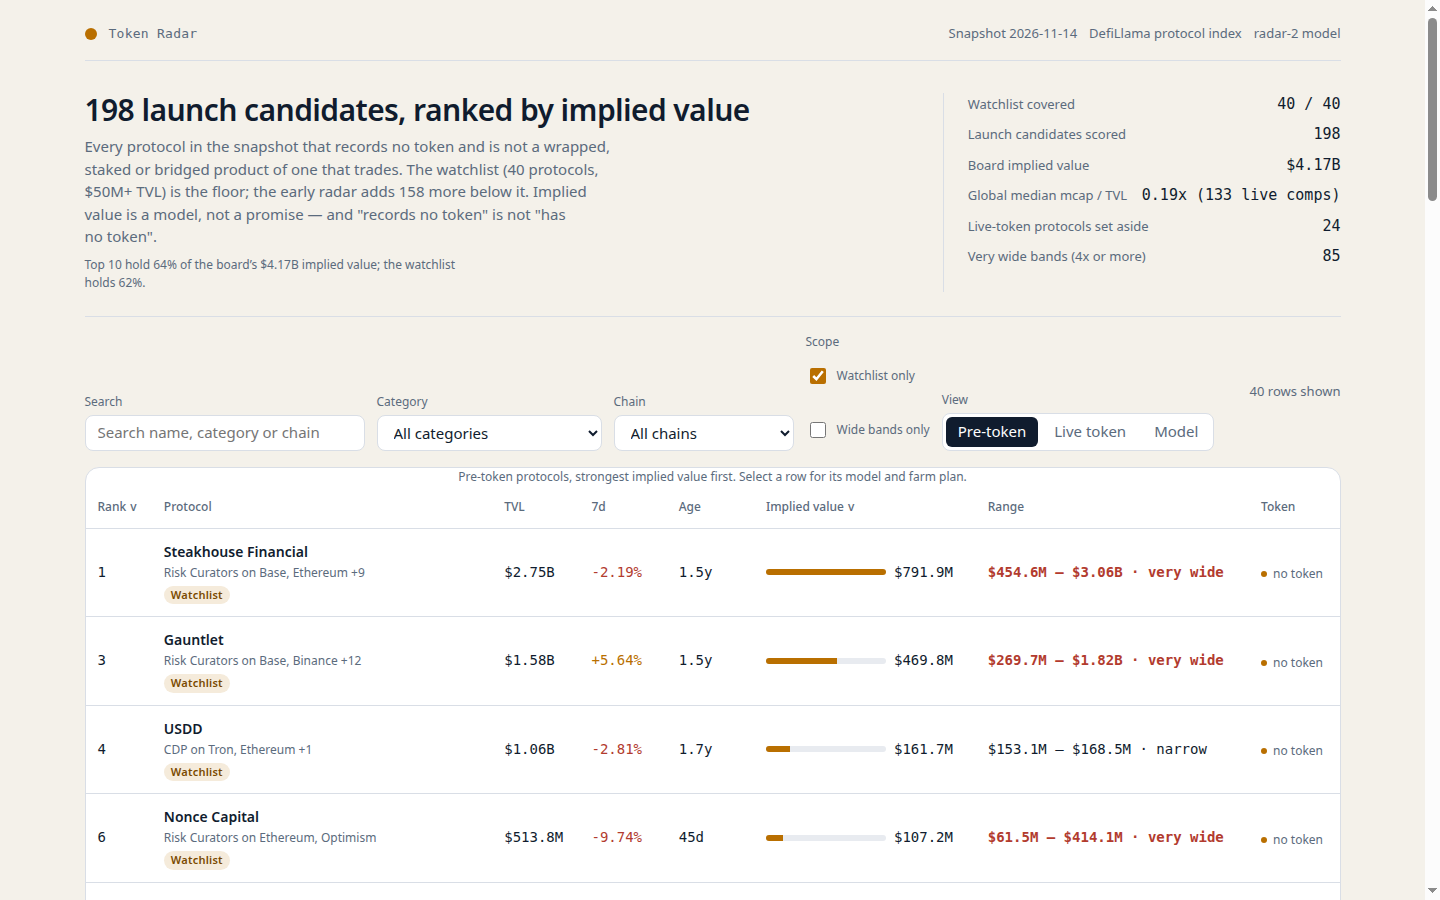 Token Radar
Snapshot 2026-11-14 DefiLlama protocol index radar-2 model
198 launch candidates, ranked by implied value
Every protocol in the snapshot that records no token and is not a wrapped,
staked or bridged product of one that trades. The watchlist (40 protocols,
$50M+ TVL) is the floor; the early radar adds 158 more below it. Implied
value is a model, not a promise — and "records no token" is not "has
no token".
Top 10 hold 64% of the board’s $4.17B implied value; the watchlist
holds 62%.
Watchlist covered 40 / 40
Launch candidates scored 198
Board implied value $4.17B
Global median mcap / TVL 0.19x (133 live comps)
Live-token protocols set aside 24
Very wide bands (4x or more) 85
Search
Search name, category or chain
Category
All categories
Chain
All chains
Scope
Watchlist only
Wide bands only
View
Pre-token Live token Model
40 rows shown
Pre-token protocols, strongest implied value first. Select a row for its model and farm plan.
Rank v Protocol TVL 7d Age Implied value v Range Token
1 Steakhouse Financial $2.75B -2.19% 1.5y $791.9M $454.6M — $3.06B · very wide no token
Risk Curators on Base, Ethereum +9
Watchlist
3 Gauntlet $1.58B +5.64% 1.5y $469.8M $269.7M — $1.82B · very wide no token
Risk Curators on Base, Binance +12
Watchlist
4 USDD $1.06B -2.81% 1.7y $161.7M $153.1M — $168.5M · narrow no token
CDP on Tron, Ethereum +1
Watchlist
6 Nonce Capital $513.8M -9.74% 45d $107.2M $61.5M — $414.1M · very wide no token
Risk Curators on Ethereum, Optimism
Watchlist